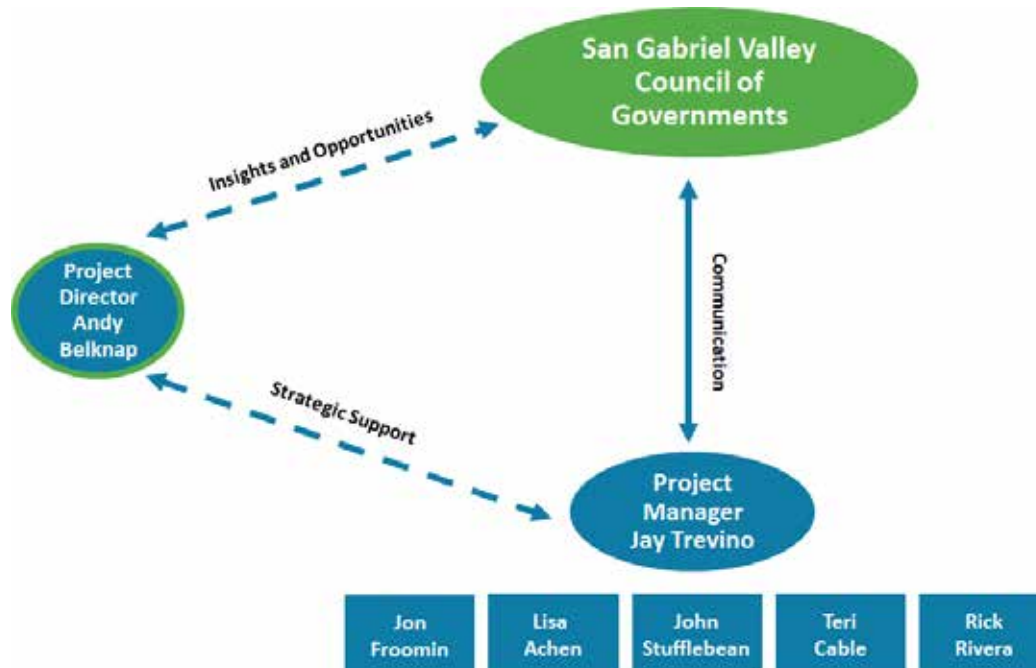 San Gabriel Valley
Council of
Governments
Insights and Opportunities
Project
Director
Andy
Belknap
Communication
Strategic Support
Project
Manager
Jay Trevino
Jon
Froomin
Lisa
Achen
John
Stufflebean
Teri
Cable
Rick
Rivera